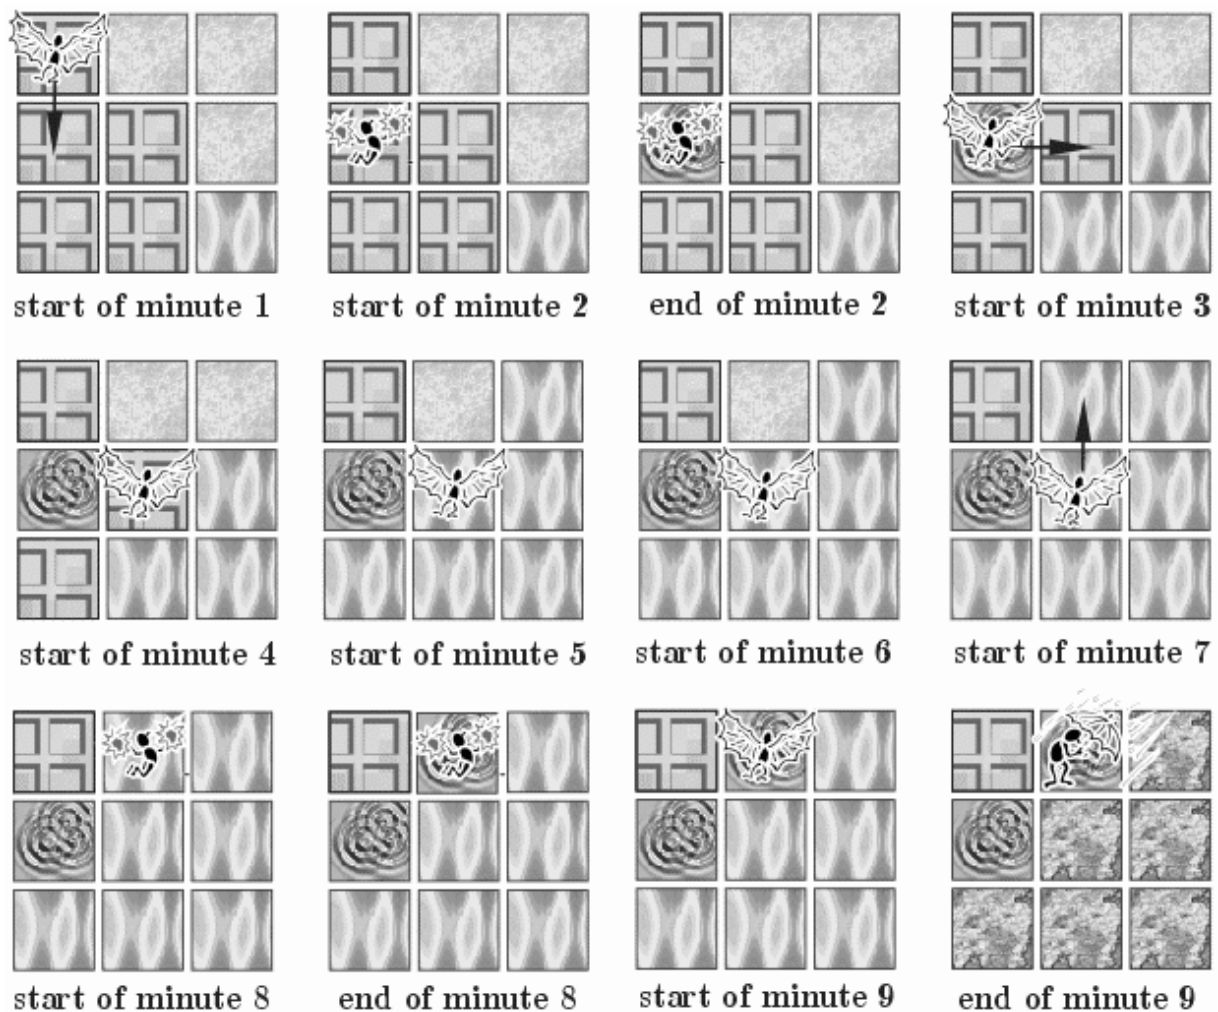 start of minute 1 start of minute 2 end of minute 2 start of minute 3
start of minute 4 start of minute 5 start of minute 6 start of minute 7
start of minute 8 end of minute 8 start of minute 9 end of minute 9